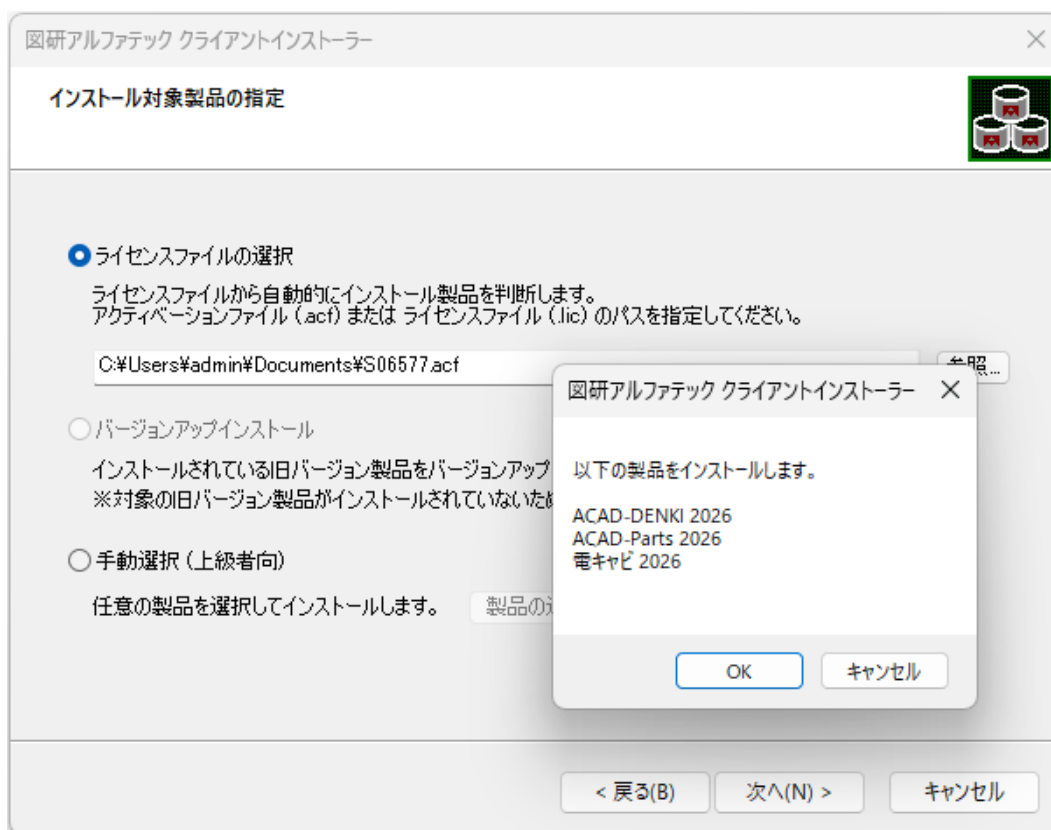 図研アルファテック クライアントインストーラー
インストール対象製品の指定
ライセンスファイルの選択
ライセンスファイルから自動的にインストール製品を判断します。
アクティベーションファイル (.acf) または ライセンスファイル (.lic) のパスを指定してください。
C:¥Users¥admin¥Documents¥S06577.acf
参照...
バージョンアップインストール
インストールされている旧バージョン製品をバージョンアップ
※対象の旧バージョン製品がインストールされていないため
手動選択 (上級者向)
任意の製品を選択してインストールします。
製品の
図研アルファテック クライアントインストーラー
以下の製品をインストールします。
ACAD-DENKI 2026
ACAD-Parts 2026
電キャビ 2026
OK
キャンセル
< 戻る(B)
次へ(N) >
キャンセル